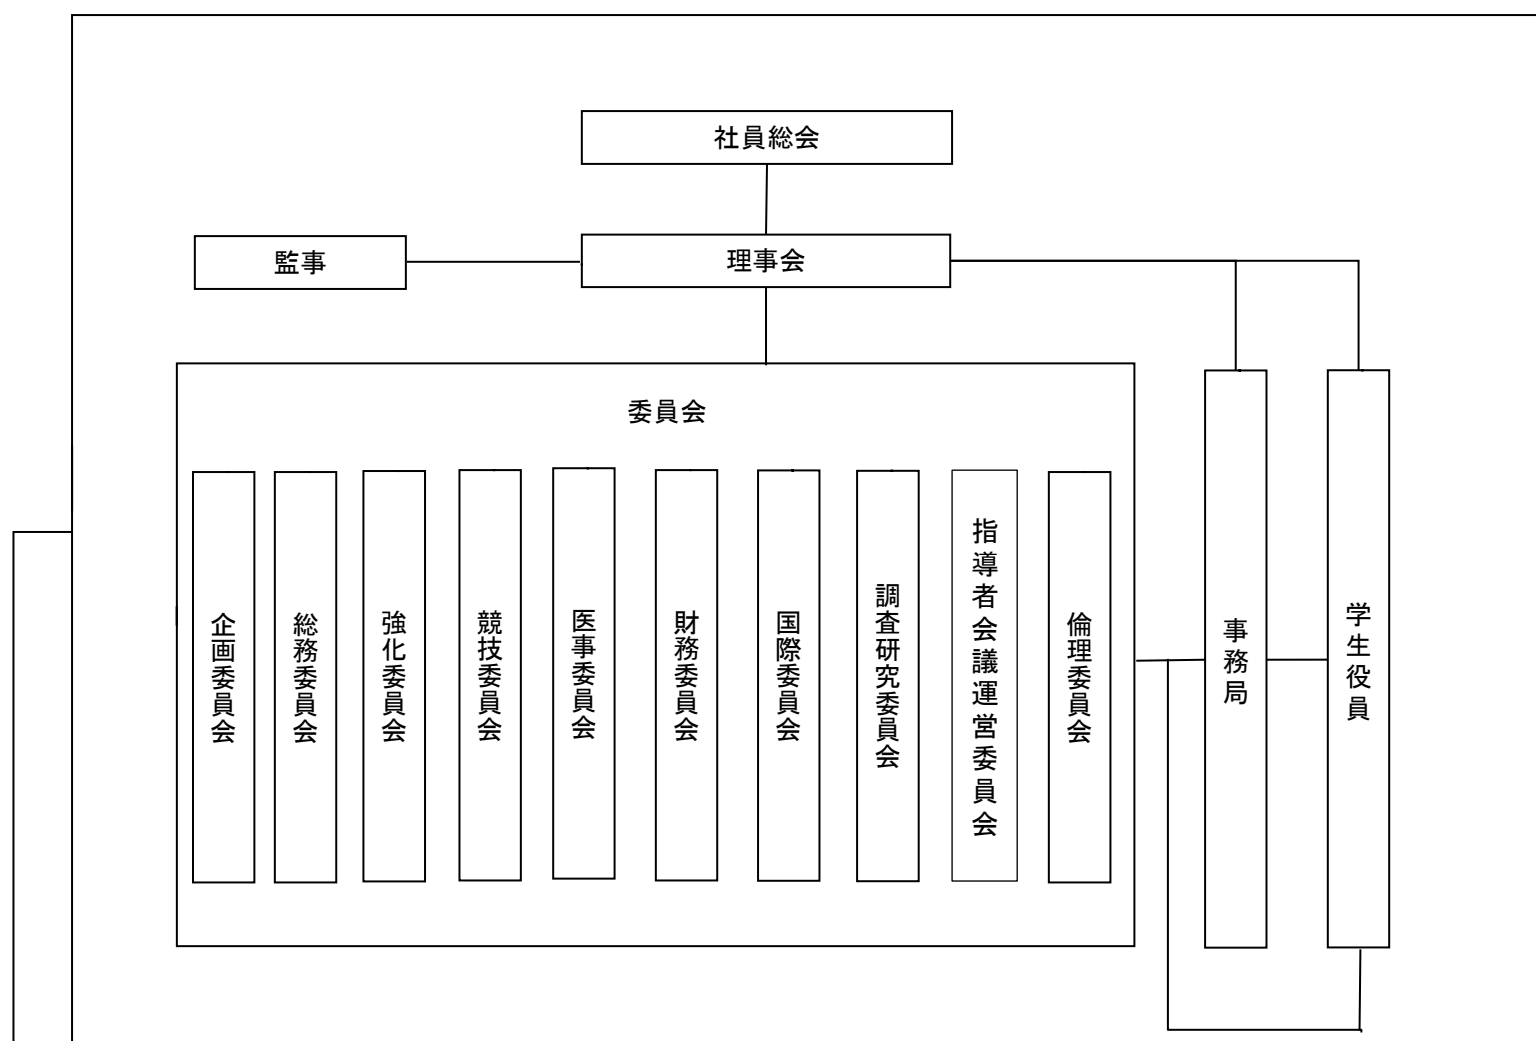 社員総会
監事
理事会
委員会
企画委員会
総務委員会
強化委員会
競技委員会
医事委員会
財務委員会
国際委員会
調査研究委員会
指導者会議運営委員会
倫理委員会
事務局
学生役員